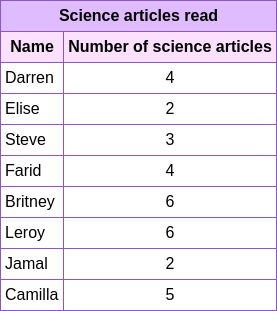 Science articles read
Name Number of science articles
Darren 4
Elise 2
Steve 3
Farid 4
Britney 6
Leroy 6
Jamal 2
Camilla 5